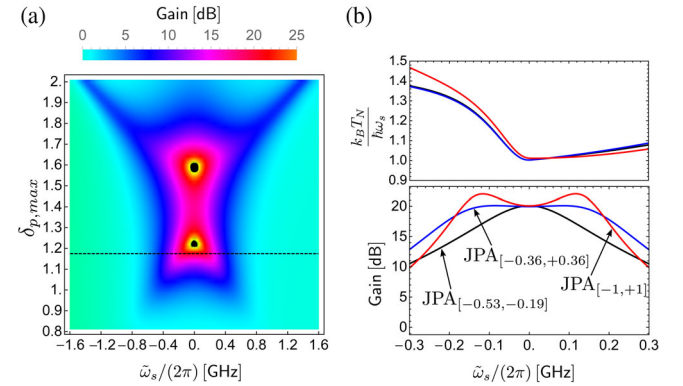 (a)
Gain [dB]
0 5 10 15 20 25
2.
1.9
1.8
1.7
1.6
1.5
1.4
1.3
1.2
1.1
1.0
0.9
0.8
δp,max
−1.6 −1.2 −0.8 −0.4 0. 0.4 0.8 1.2 1.6
ω̃s/(2π) [GHz]
(b)
1.5
1.4
1.3
1.2
1.1
1.0
kBTN
ℏωs
20
15
10
5
0
Gain [dB]
JPA[−0.36,+0.36]
JPA[−1,+1]
JPA[−0.53,−0.19]
−0.3 −0.2 −0.1 0.0 0.1 0.2 0.3
ω̃s/(2π) [GHz]